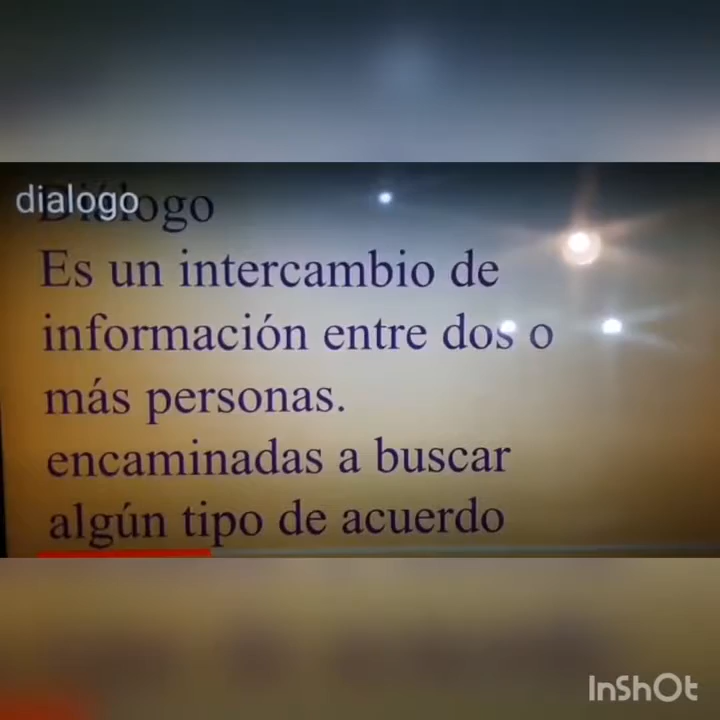 dialogo
Diálogo
Es un intercambio de
información entre dos o
más personas.
encaminadas a buscar
algún tipo de acuerdo
InShOt